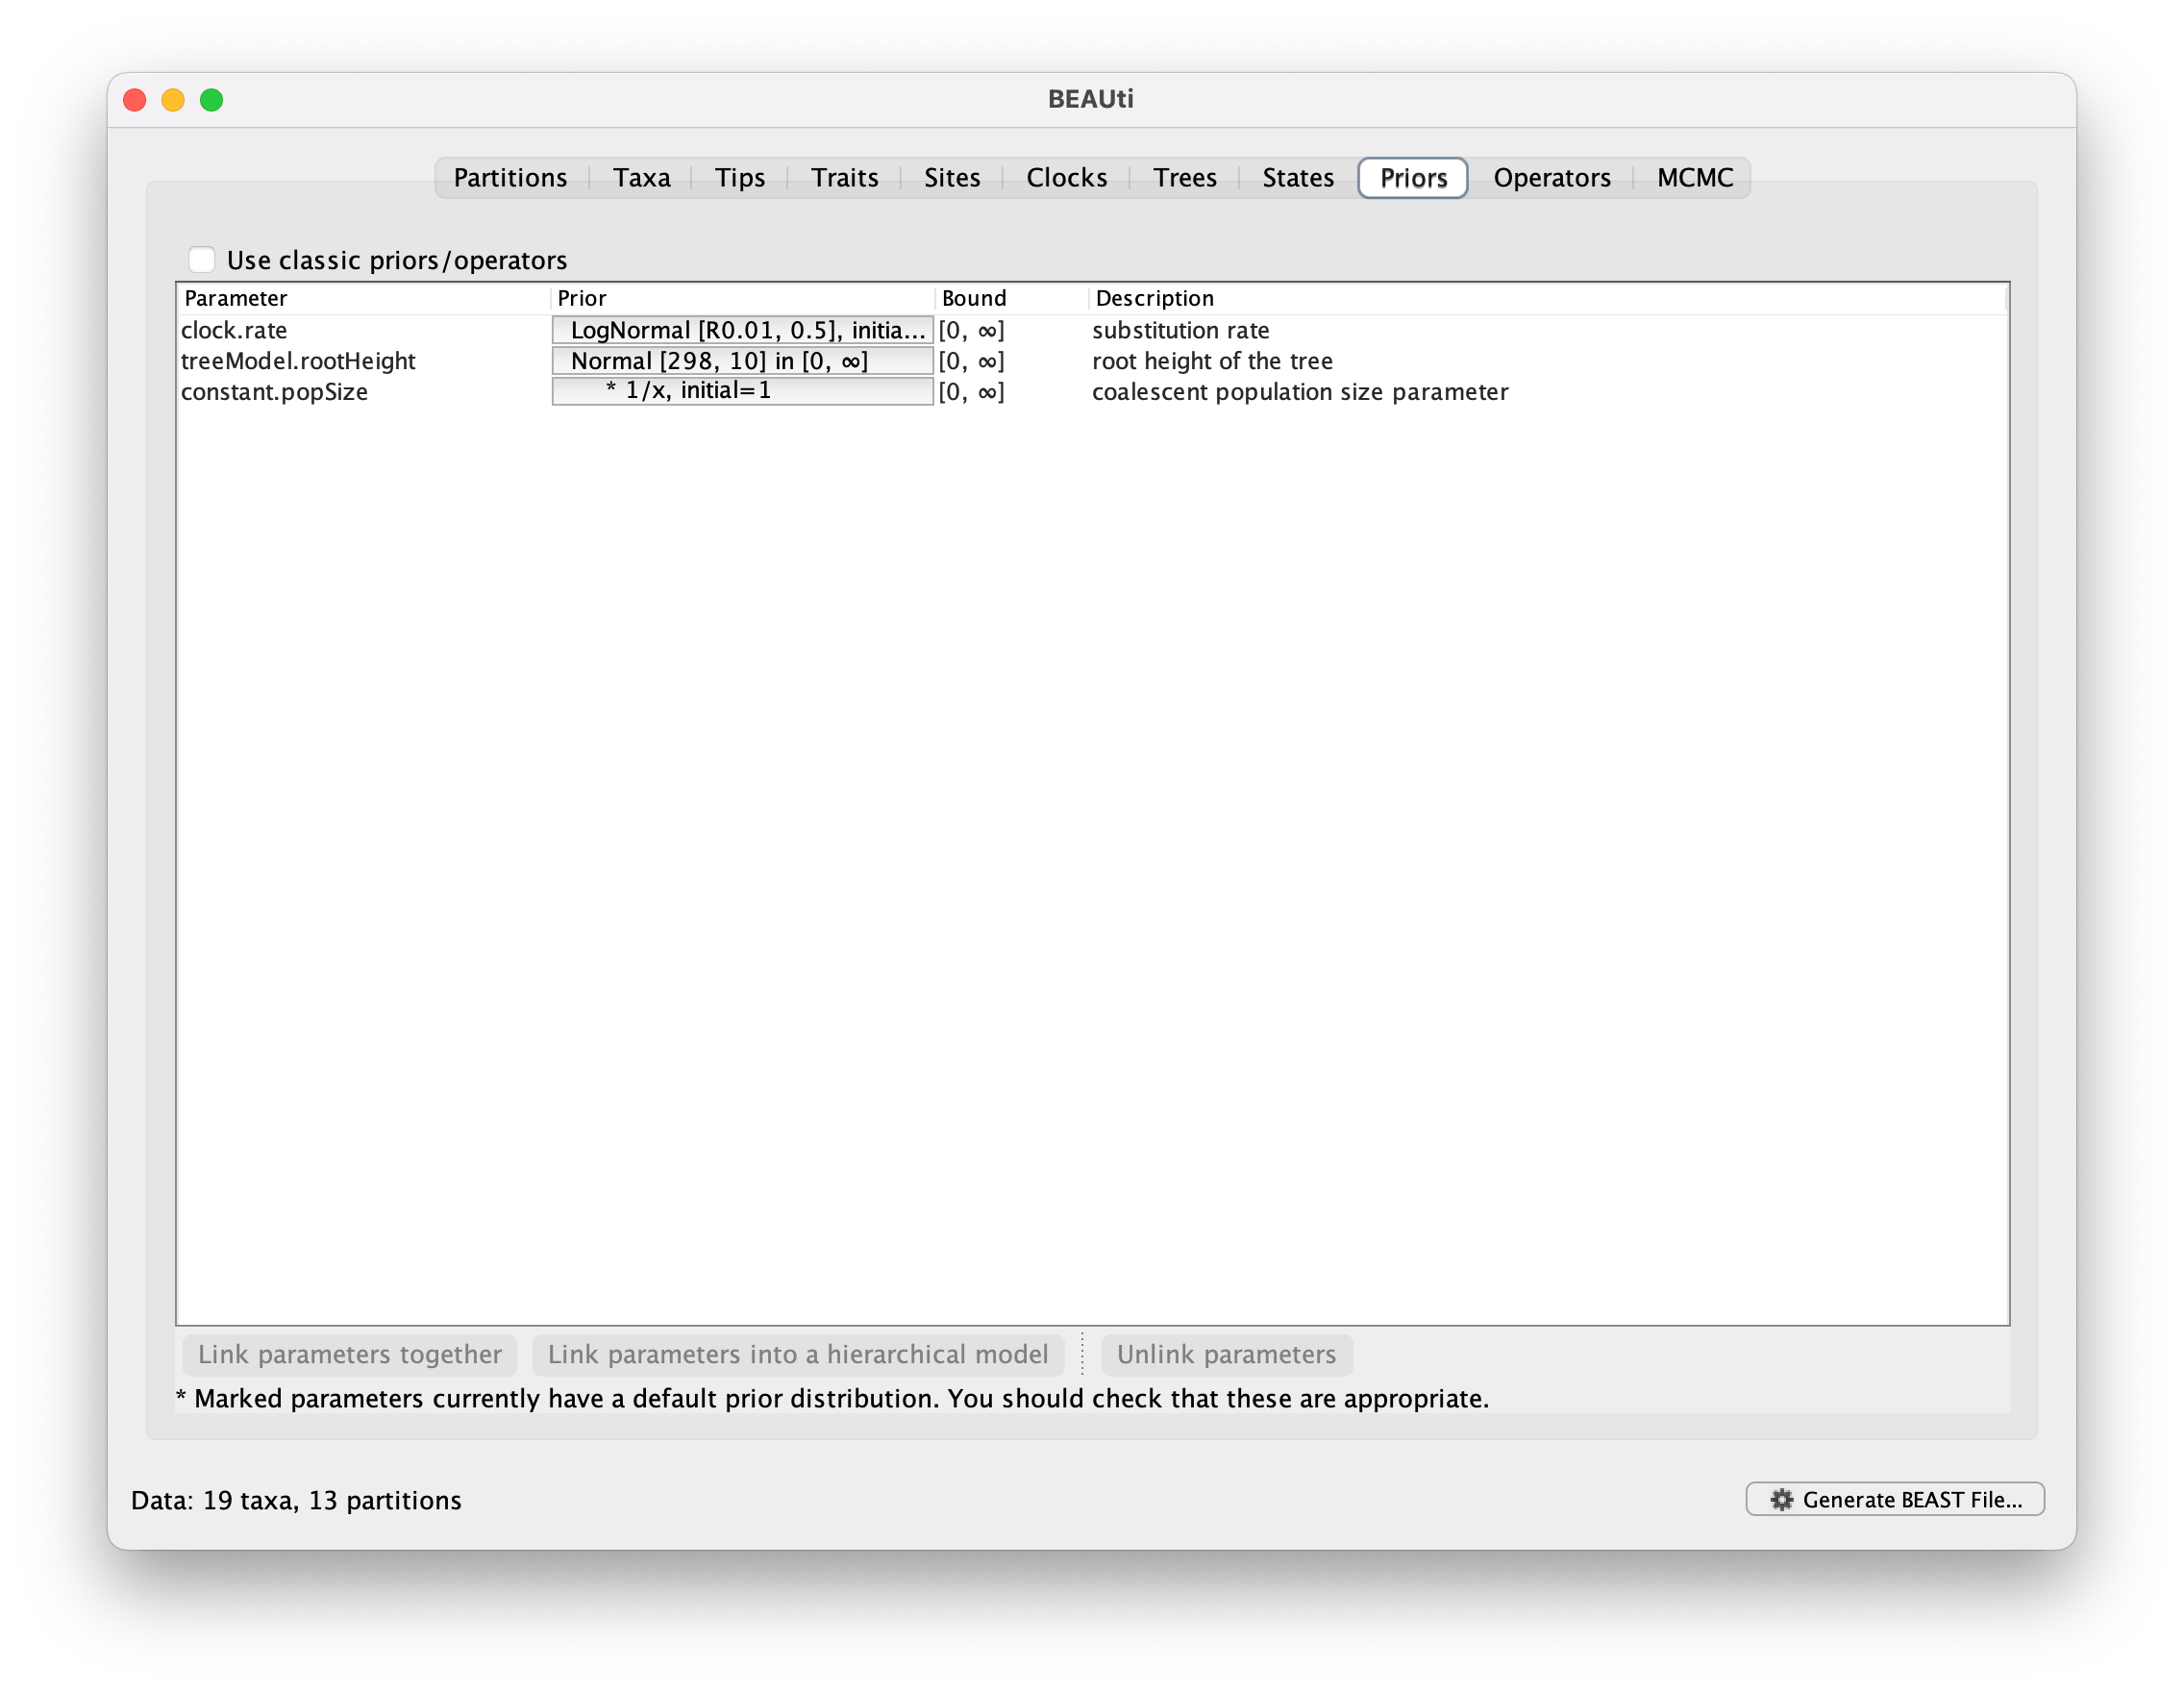 BEAUti
Partitions Taxa Tips Traits Sites Clocks Trees States Priors Operators MCMC
Use classic priors/operators
Parameter Prior Bound Description
clock.rate LogNormal [R0.01, 0.5], initia... [0, ∞] substitution rate
treeModel.rootHeight Normal [298, 10] in [0, ∞] [0, ∞] root height of the tree
constant.popSize * 1/x, initial=1 [0, ∞] coalescent population size parameter
Link parameters together Link parameters into a hierarchical model Unlink parameters
* Marked parameters currently have a default prior distribution. You should check that these are appropriate.
Data: 19 taxa, 13 partitions Generate BEAST File...